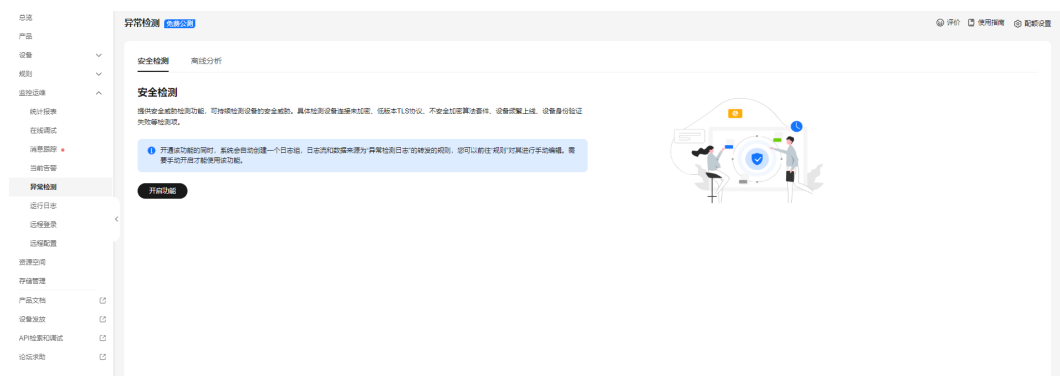 总览
产品
设备
规则
监控运维
统计报表
在线调试
消息跟踪
当前告警
异常检测
运行日志
远程登录
远程配置
资源空间
存储管理
产品文档
设备发放
API检索和调试
论坛求助
异常检测 免费公测
评价 使用指南 配额设置
安全检测 离线分析
安全检测
提供安全威胁检测功能，可持续检测设备的安全威胁。具体检测设备连接未加密、低版本TLS协议、不安全加密算法套件、设备频繁上线、设备身份验证
失败等检测项。
开通该功能的同时，系统会自动创建一个日志组、日志流和数据来源为“异常检测日志”的转发的规则，您可以前往“规则”对其进行手动编辑。需
要手动开启才能使用该功能。
开启功能